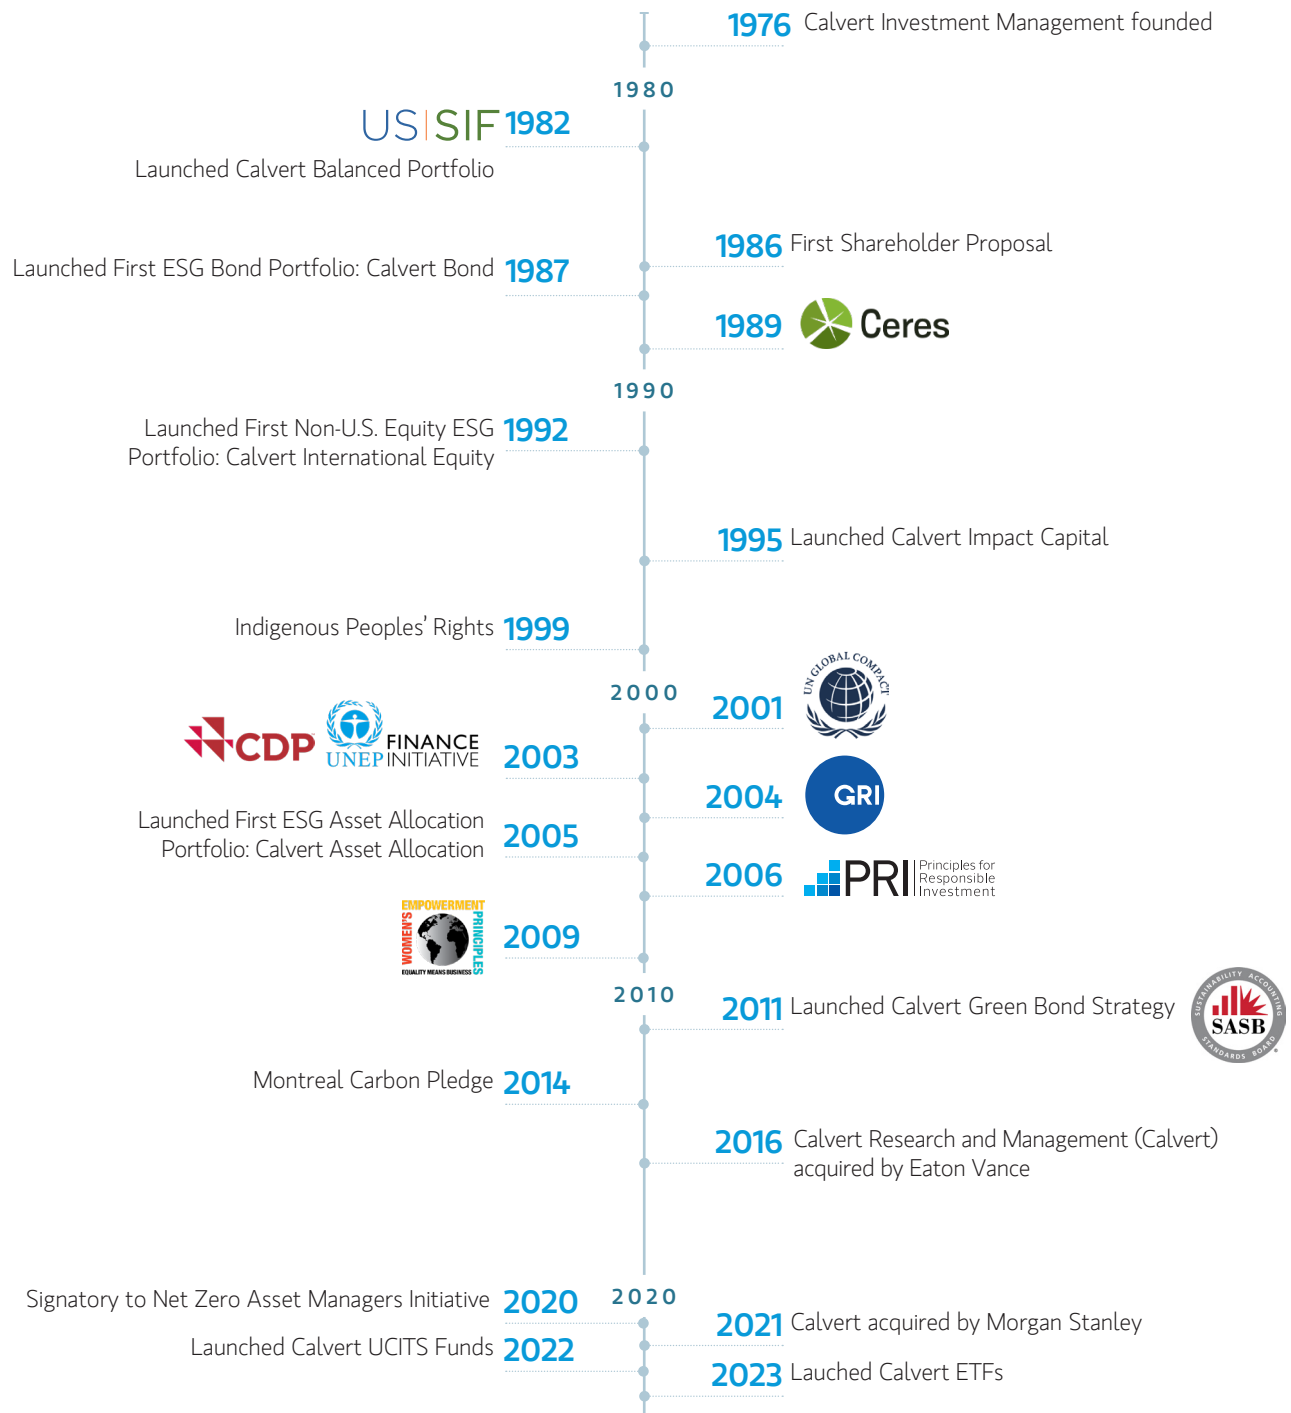 1976 Calvert Investment Management founded
1980
US|SIF 1982
Launched Calvert Balanced Portfolio
1986 First Shareholder Proposal
Launched First ESG Bond Portfolio: Calvert Bond 1987
1989 Ceres
1990
Launched First Non-U.S. Equity ESG 1992
Portfolio: Calvert International Equity
1995 Launched Calvert Impact Capital
Indigenous Peoples' Rights 1999
2000
2001 UN GLOBAL COMPACT
CDP UNEP FINANCE INITIATIVE 2003
2004 GRI
Launched First ESG Asset Allocation
Portfolio: Calvert Asset Allocation 2005
2006 PRI Principles for
Responsible
Investment
WOMEN'S EMPOWERMENT PRINCIPLES
EQUALITY MEANS BUSINESS
2009
2010
2011 Launched Calvert Green Bond Strategy
SUSTAINABILITY ACCOUNTING
SASB
STANDARDS BOARD
Montreal Carbon Pledge 2014
2016 Calvert Research and Management (Calvert)
acquired by Eaton Vance
Signatory to Net Zero Asset Managers Initiative 2020
2020
2021 Calvert acquired by Morgan Stanley
Launched Calvert UCITS Funds 2022
2023 Lauched Calvert ETFs